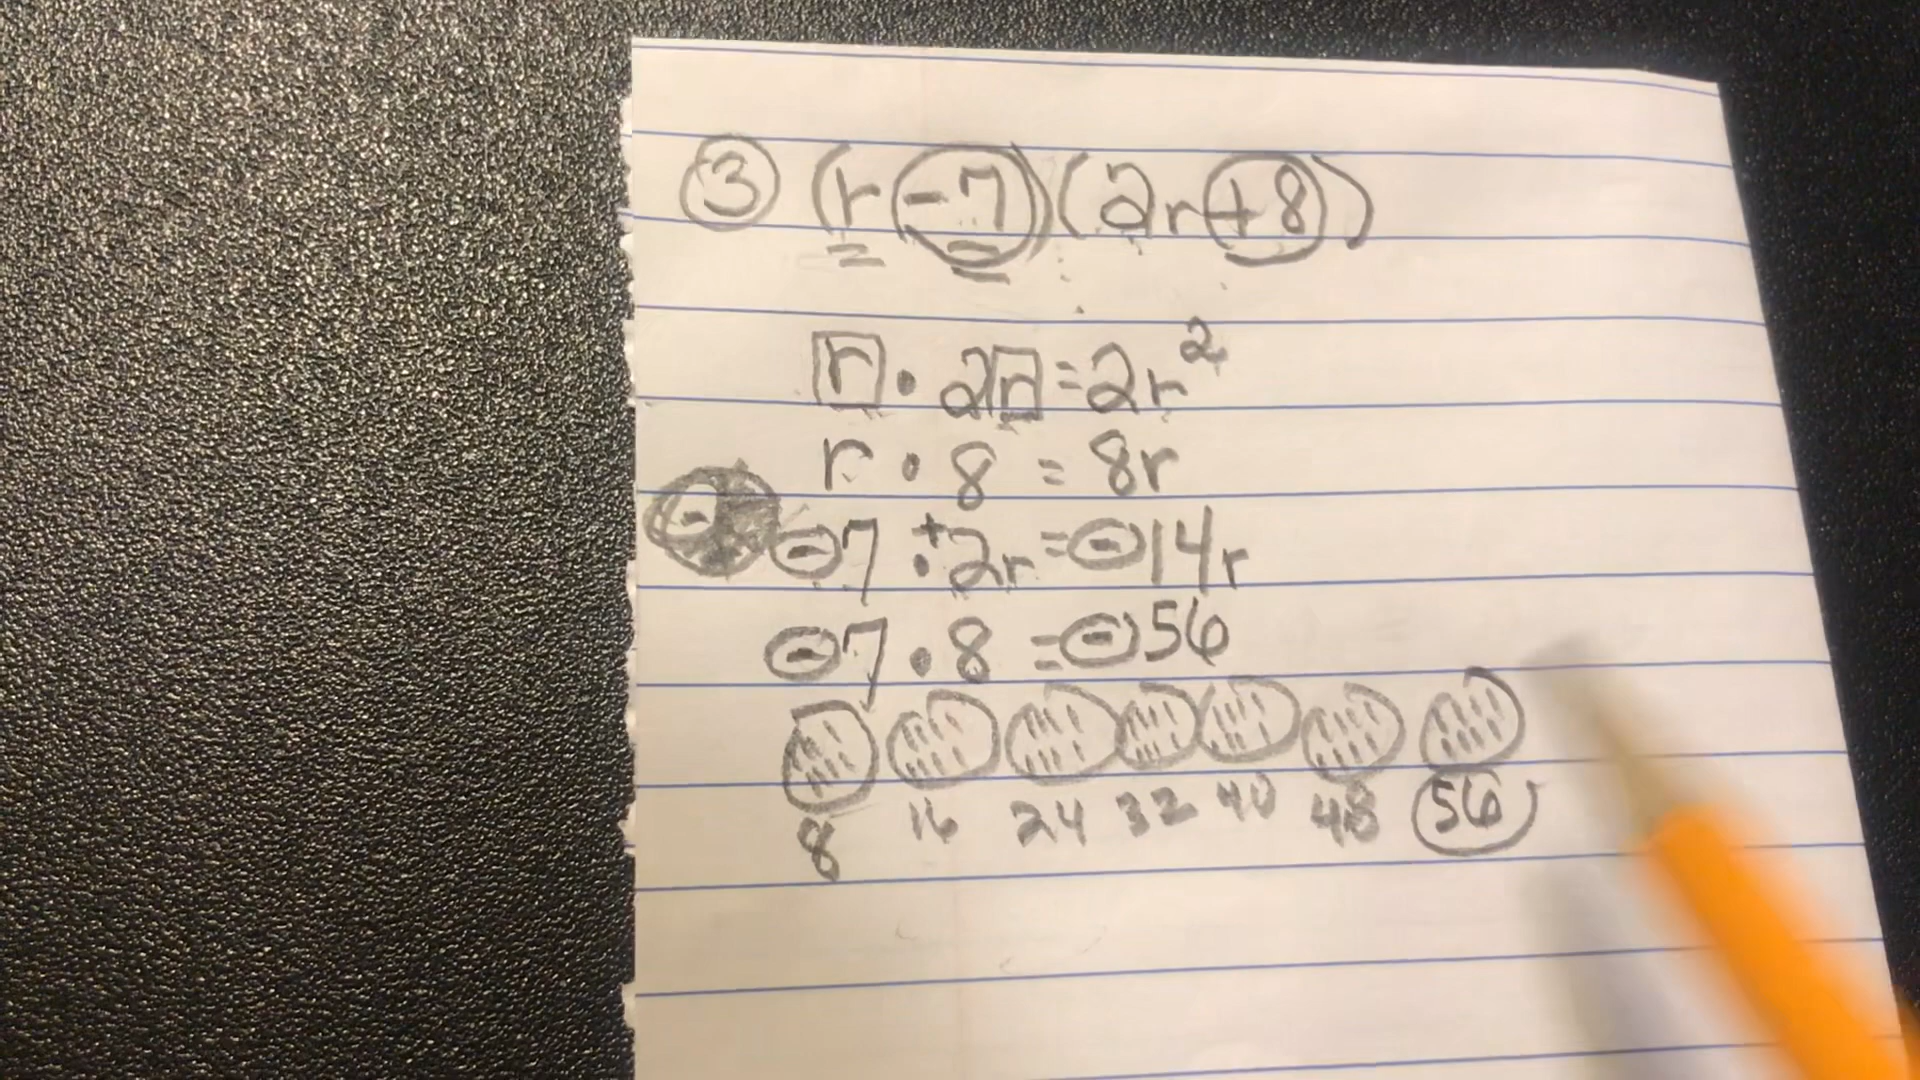 ③ (r-7)(2r+8)
r · 2r = 2r²
r · 8 = 8r
- -7 · +2r = -14r
-7 · 8 = -56
8 16 24 32 40 48 56